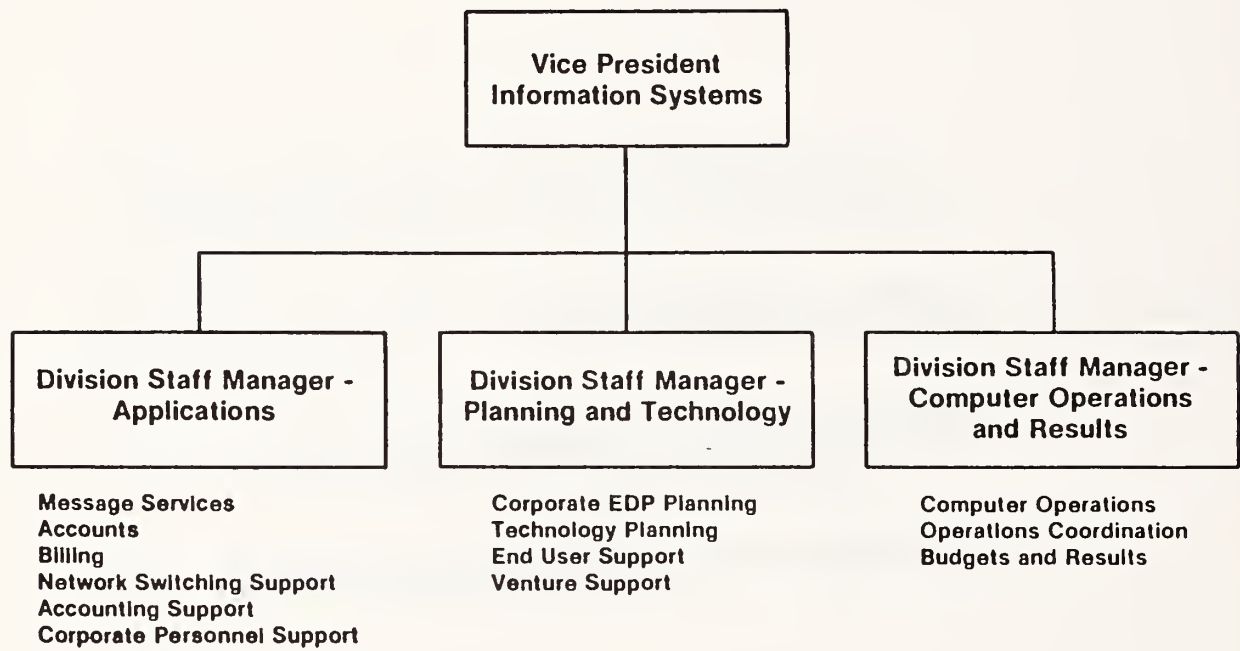 Vice President
Information Systems
Division Staff Manager -
Applications
Message Services
Accounts
Billing
Network Switching Support
Accounting Support
Corporate Personnel Support
Division Staff Manager -
Planning and Technology
Corporate EDP Planning
Technology Planning
End User Support
Venture Support
Division Staff Manager -
Computer Operations
and Results
Computer Operations
Operations Coordination
Budgets and Results